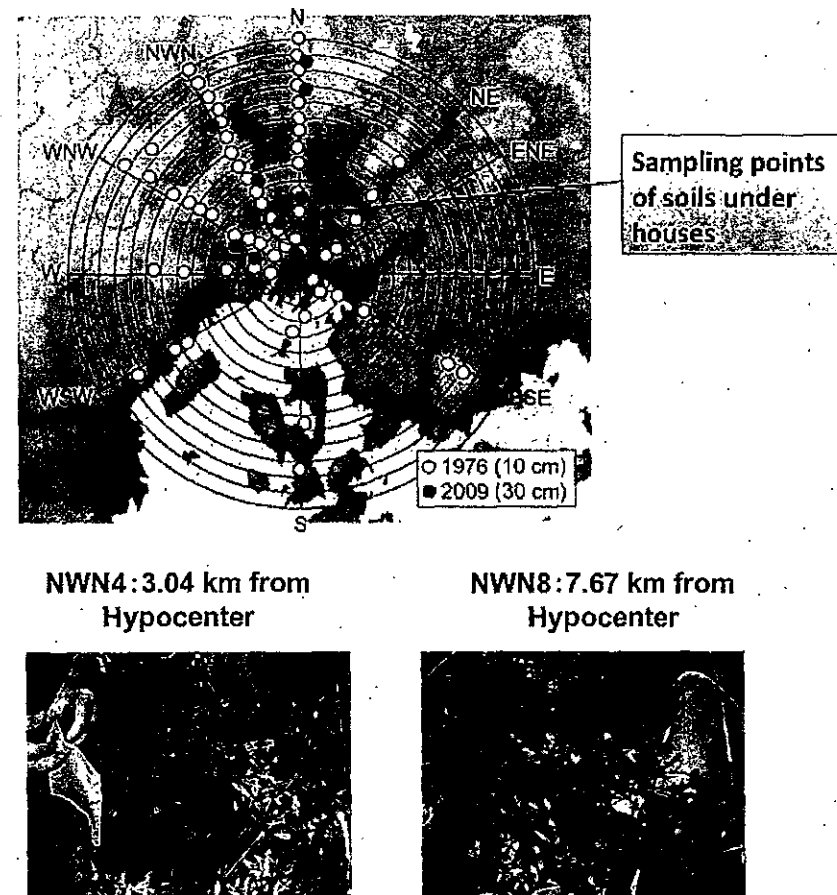 N
NWN
NE
WNW
ENE
Sampling points
of soils under
houses
W
E
WSW
SSE
○ 1976 (10 cm)
● 2009 (30 cm)
S
NWN4:3.04 km from
Hypocenter
NWN8:7.67 km from
Hypocenter